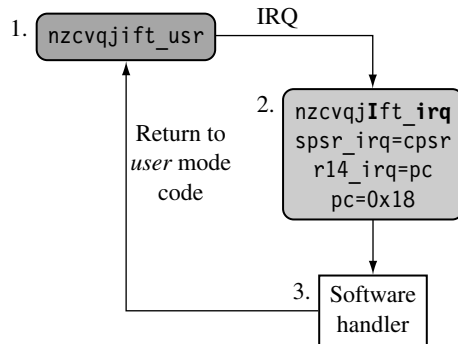 1. nzcvqjift_usr
IRQ
2. nzcvqjIft_irq
spsr_irq=cpsr
r14_irq=pc
pc=0x18
Return to
user mode
code
3. Software
handler